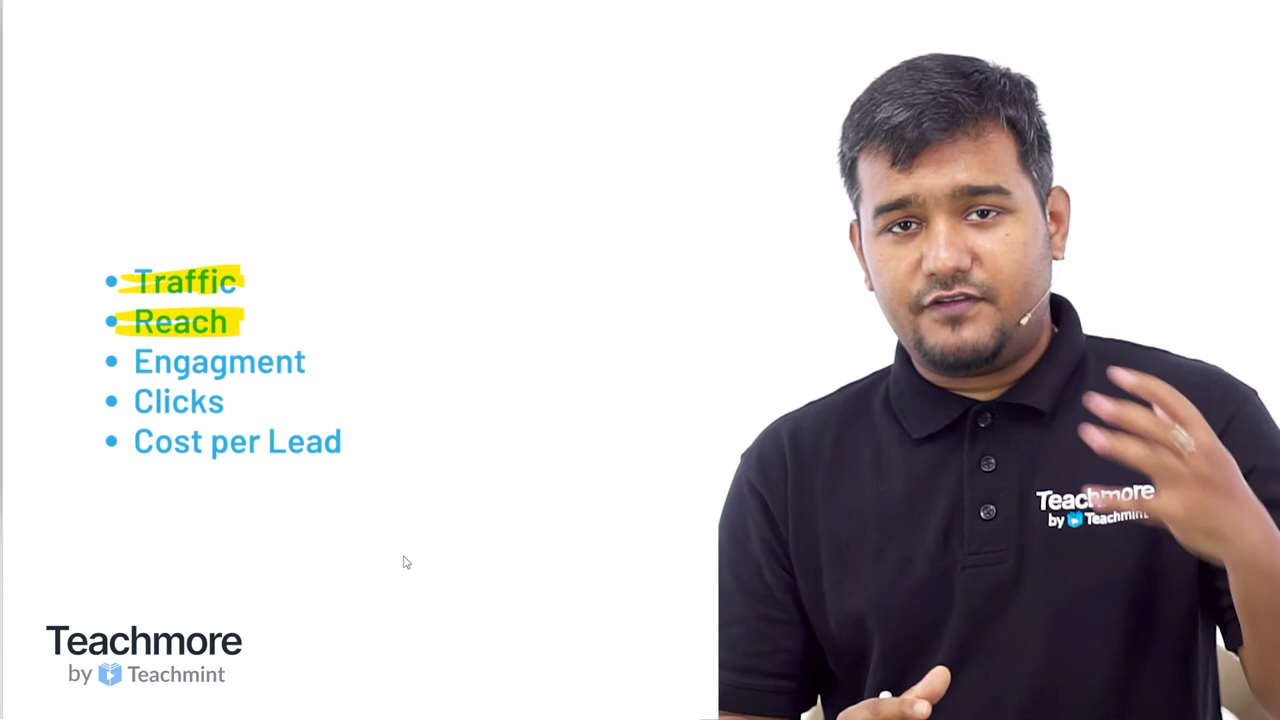 Traffic
Reach
Engagment
Clicks
Cost per Lead
Teachmore
by Teachmint
Teachmore
by Teachmint